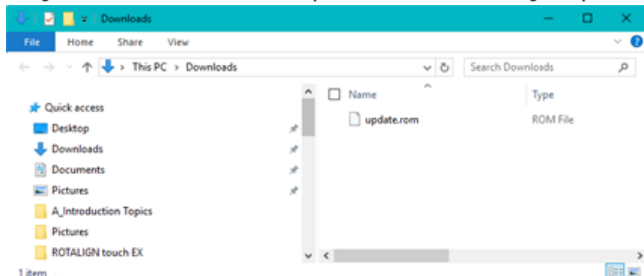 Downloads
File Home Share View
This PC > Downloads
Search Downloads
Name Type
Quick access
Desktop
update.rom ROM File
Downloads
Documents
Pictures
A_Introduction Topics
Pictures
ROTALIGN touch EX
1 item